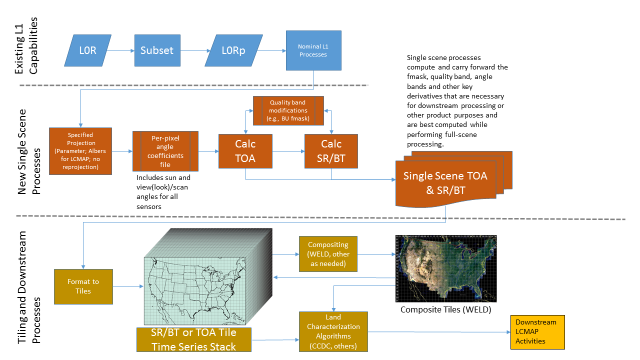 Existing L1
Capabilities
L0R
Subset
L0Rp
Nominal L1
Processes
Single scene processes
compute and carry forward the
fmask, quality band, angle
bands and other key
derivatives that are necessary
for downstream processing or
other product purposes and
are best computed while
performing full-scene
processing.
New Single Scene
Processes
Quality band
modifications
(e.g., BU fmask)
Specified
Projection
(Parameter; Albers
for LCMAP, no
reprojection)
Per-pixel
angle
coefficients
file
Calc
TOA
Calc
SR/BT
Includes sun and
view(look)/scan
angles for all
sensors
Single Scene TOA
& SR/BT
Tiling and Downstream
Processes
Format to
Tiles
Compositing
(WELD, other
as needed)
Composite Tiles (WELD)
SR/BT or TOA Tile
Time Series Stack
Land
Characterization
Algorithms
(CCDC, others)
Downstream
LCMAP
Activities